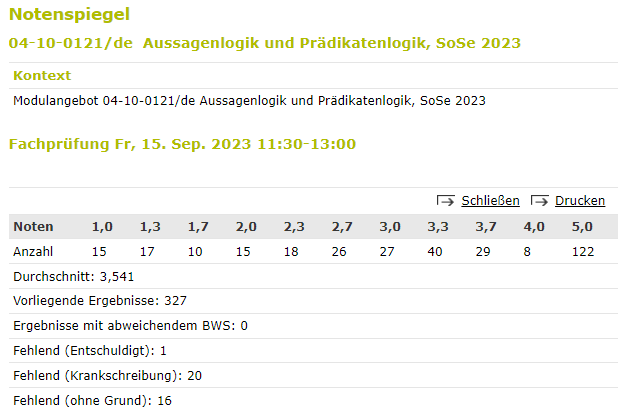 Notenspiegel
04-10-0121/de  Aussagenlogik und Prädikatenlogik, SoSe 2023
Kontext
Modulangebot 04-10-0121/de Aussagenlogik und Prädikatenlogik, SoSe 2023
Fachprüfung Fr, 15. Sep. 2023 11:30-13:00
Schließen Drucken
Noten 1,0 1,3 1,7 2,0 2,3 2,7 3,0 3,3 3,7 4,0 5,0
Anzahl 15 17 10 15 18 26 27 40 29 8 122
Durchschnitt: 3,541
Vorliegende Ergebnisse: 327
Ergebnisse mit abweichendem BWS: 0
Fehlend (Entschuldigt): 1
Fehlend (Krankschreibung): 20
Fehlend (ohne Grund): 16